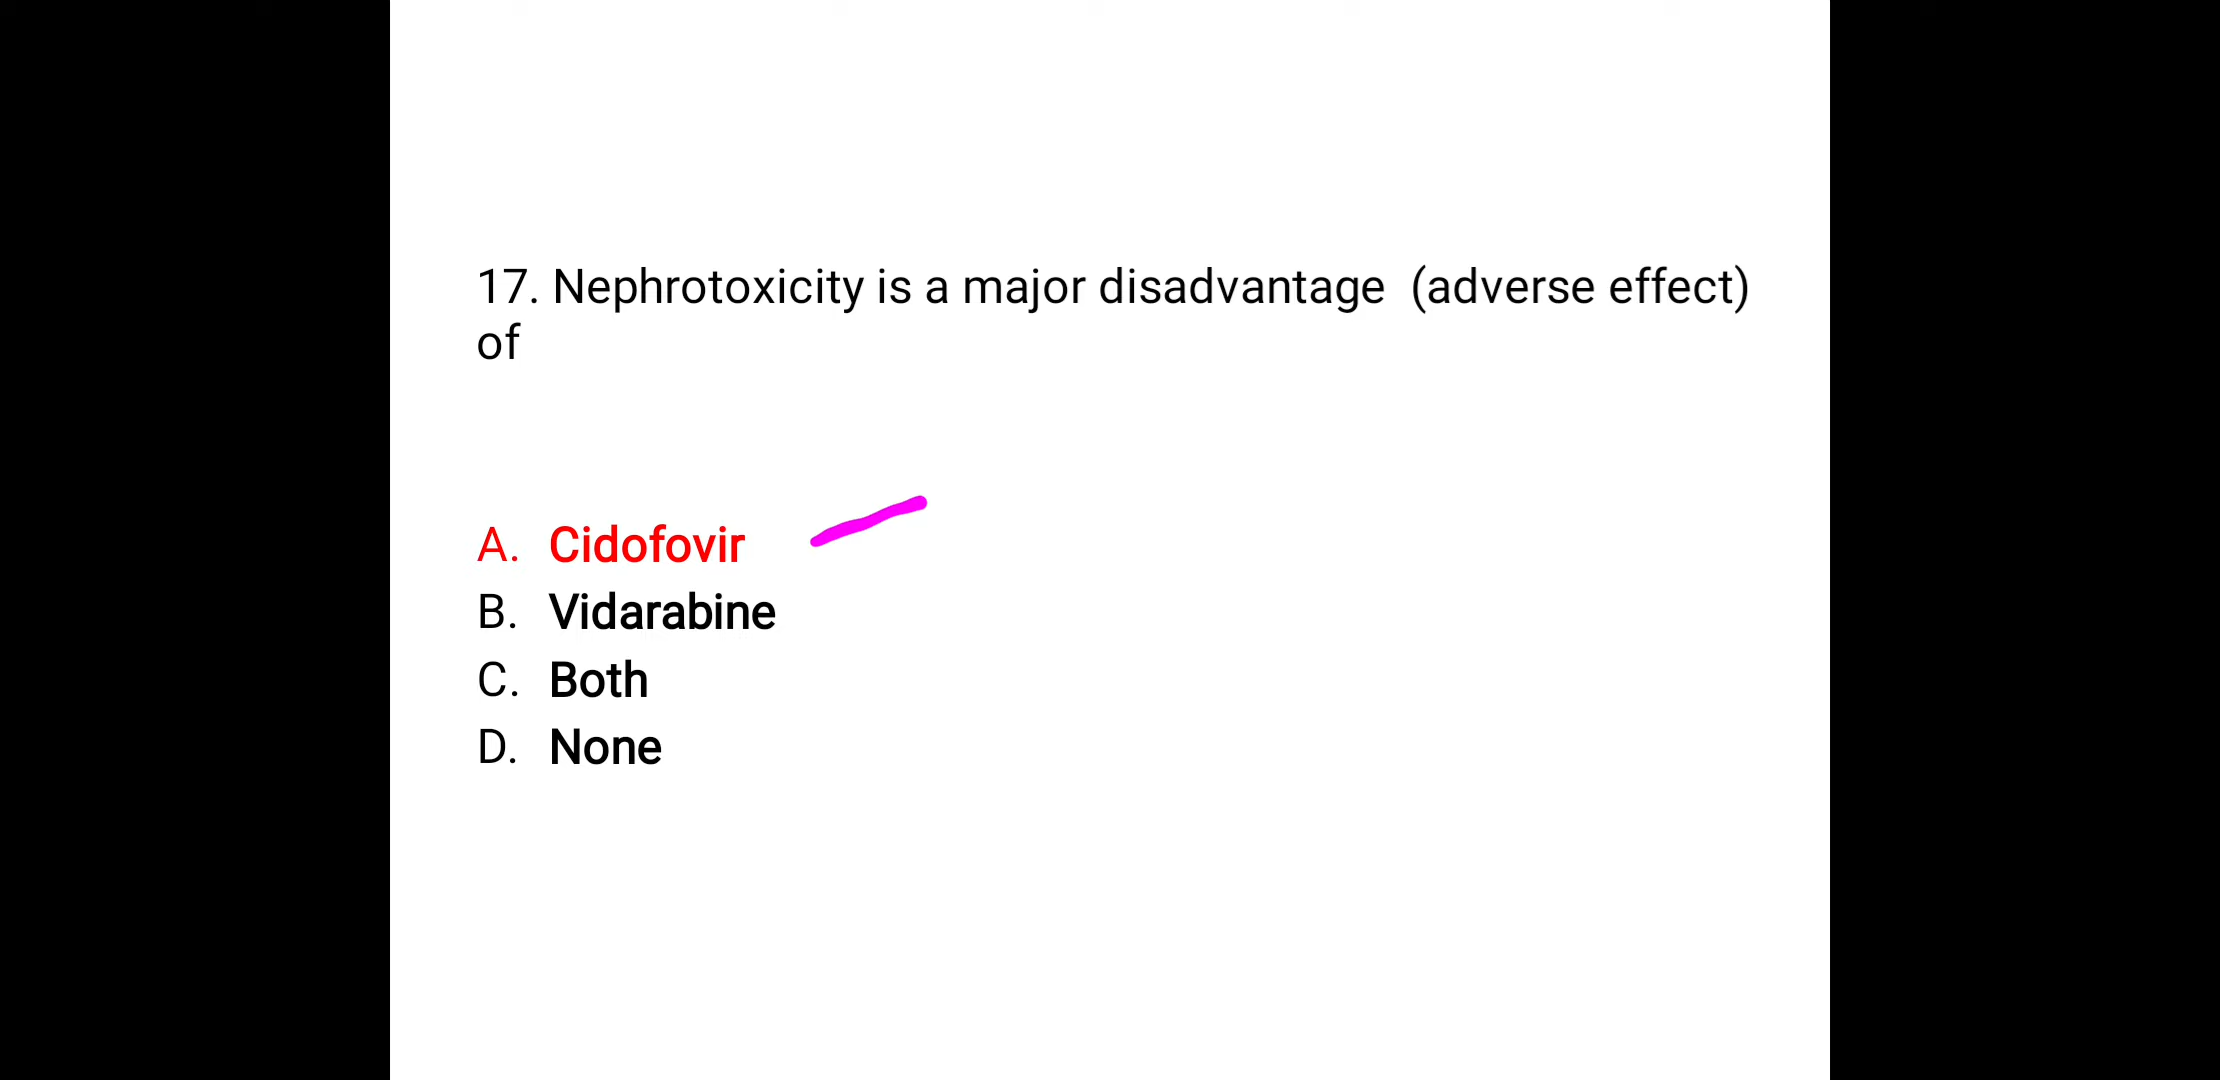 17. Nephrotoxicity is a major disadvantage  (adverse effect)
of
A. Cidofovir
B. Vidarabine
C. Both
D. None